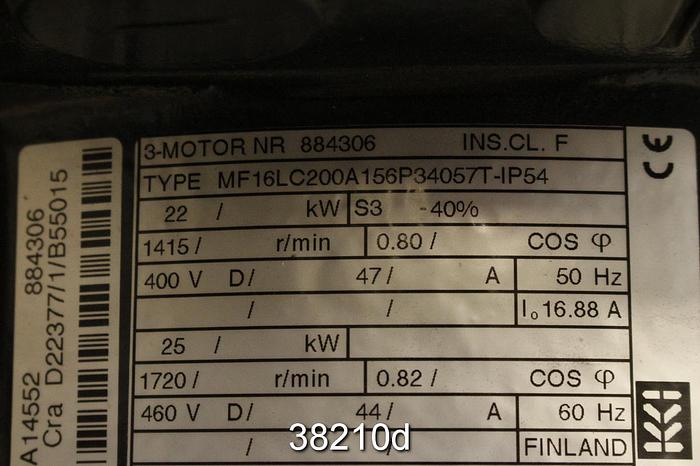 3-MOTOR NR 884306 INS.CL. F
TYPE MF16LC200A156P34057T-IP54
22 / kW S3 -40%
1415 / r/min 0.80 / COS φ
400 V D/ 47/ A 50 Hz
/ / I₀ 16.88 A
25 / kW
1720 / r/min 0.82 / COS φ
460 V D/ 44/ A 60 Hz
/ / FINLAND
CE
KCI
A14552 884306
Cra D22377/1/B55015
38210d